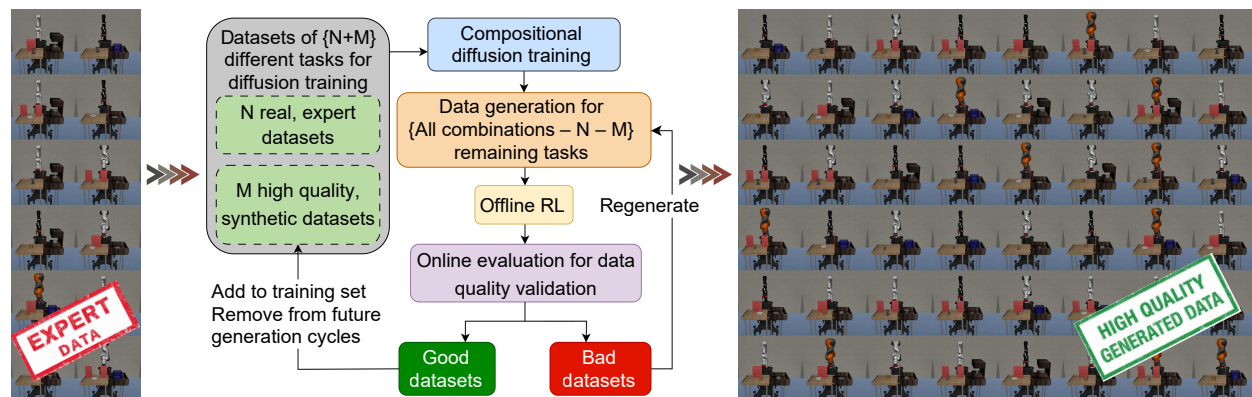 Datasets of {N+M}
different tasks for
diffusion training
N real, expert
datasets
M high quality,
synthetic datasets
Compositional
diffusion training
Data generation for
{All combinations – N – M}
remaining tasks
Offline RL
Regenerate
Online evaluation for data
quality validation
Add to training set
Remove from future
generation cycles
Good
datasets
Bad
datasets
EXPERT
DATA
HIGH QUALITY
GENERATED DATA